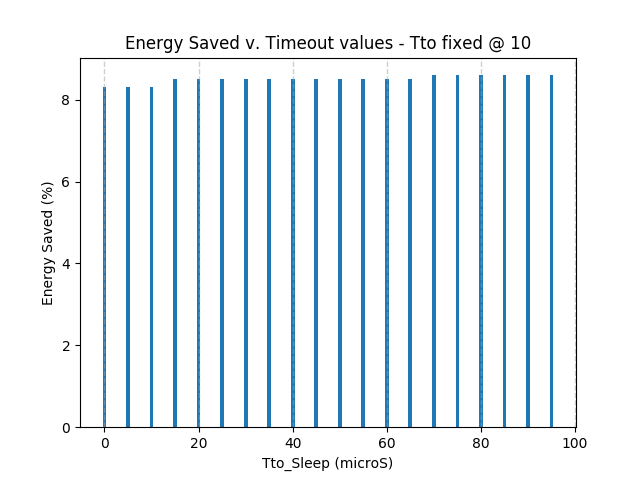 Energy Saved v. Timeout values - Tto fixed @ 10
Energy Saved (%)
8
6
4
2
0
0 20 40 60 80 100
Tto_Sleep (microS)